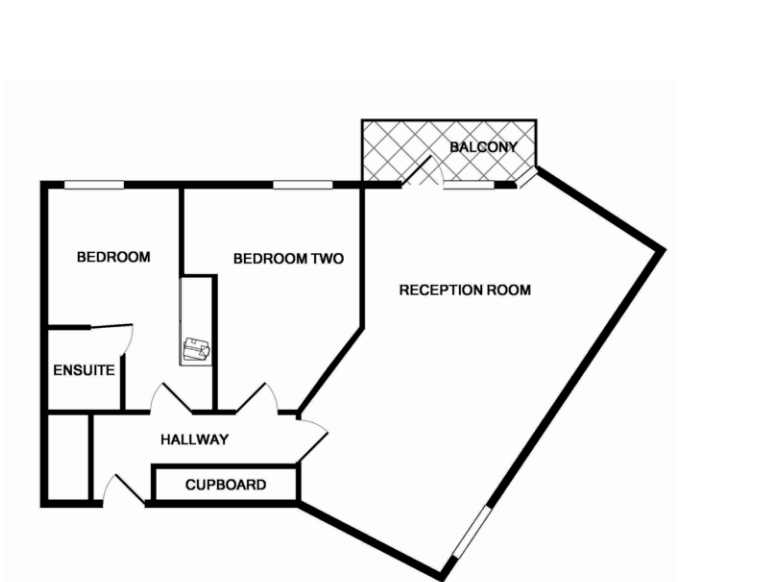 BALCONY
BEDROOM
BEDROOM TWO
RECEPTION ROOM
ENSUITE
HALLWAY
CUPBOARD